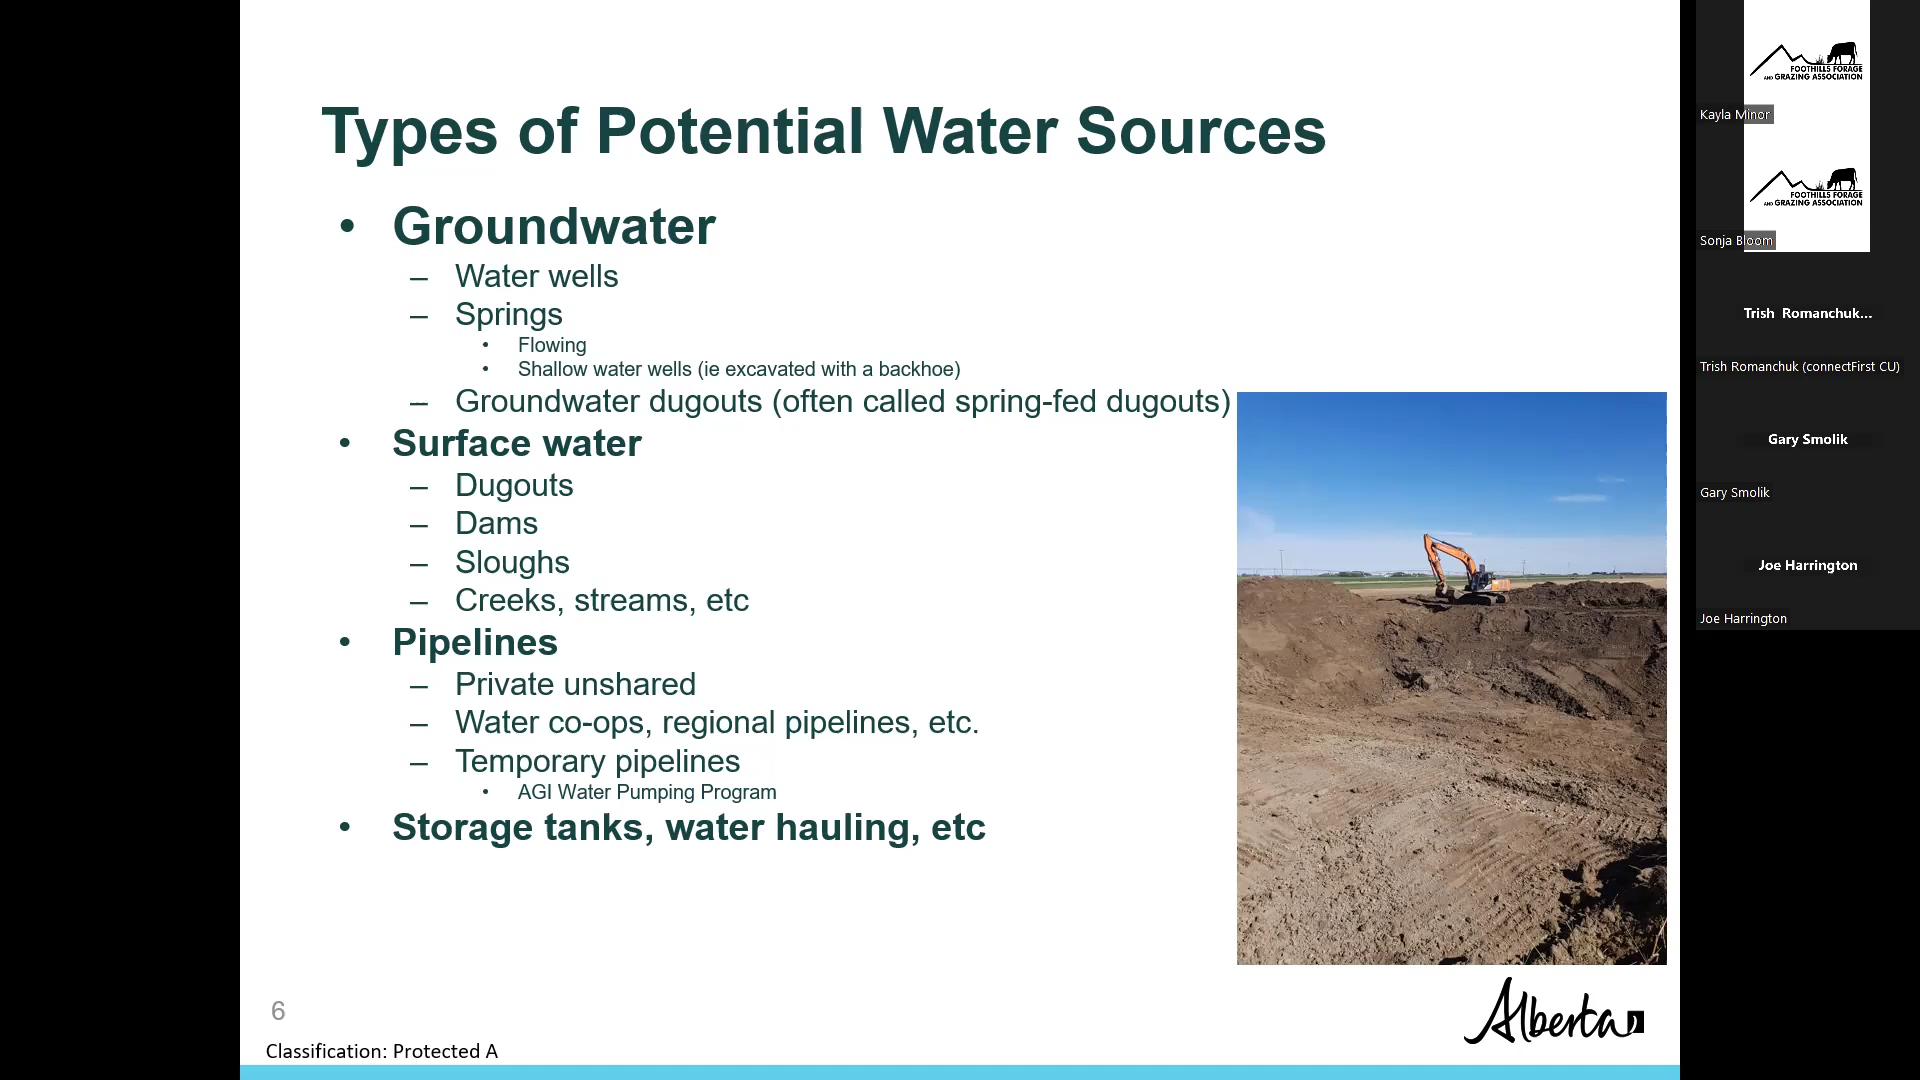 Types of Potential Water Sources
• Groundwater
– Water wells
– Springs
• Flowing
• Shallow water wells (ie excavated with a backhoe)
– Groundwater dugouts (often called spring-fed dugouts)
• Surface water
– Dugouts
– Dams
– Sloughs
– Creeks, streams, etc
• Pipelines
– Private unshared
– Water co-ops, regional pipelines, etc.
– Temporary pipelines
• AGI Water Pumping Program
• Storage tanks, water hauling, etc
6
Classification: Protected A
Alberta
FOOTHILLS FORAGE
AND GRAZING ASSOCIATION
Kayla Minor
FOOTHILLS FORAGE
AND GRAZING ASSOCIATION
Sonja Bloom
Trish Romanchuk...
Trish Romanchuk (connectFirst CU)
Gary Smolik
Gary Smolik
Joe Harrington
Joe Harrington